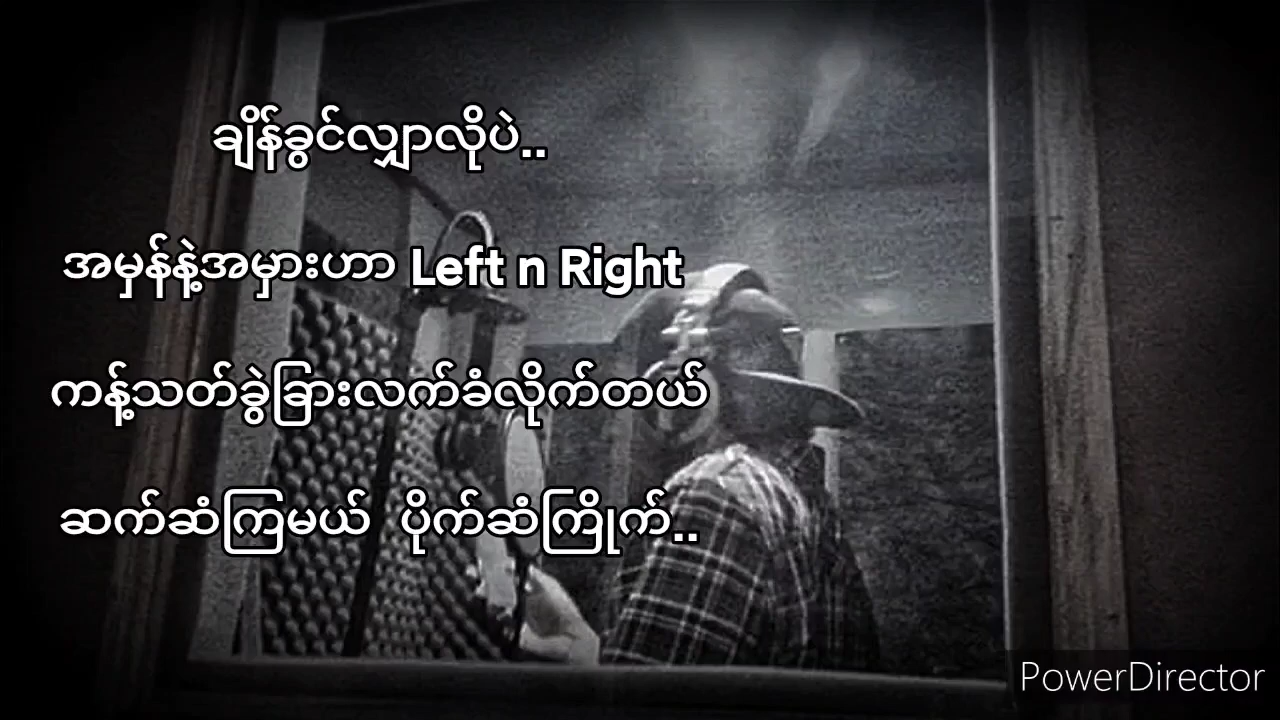 ချိန်ခွင်လျှာလိုပဲ..
အမှန်နဲ့အမှားဟာ Left n Right
ကန့်သတ်ခွဲခြားလက်ခံလိုက်တယ်
ဆက်ဆံကြမယ် ပိုက်ဆံကြိုက်..
PowerDirector